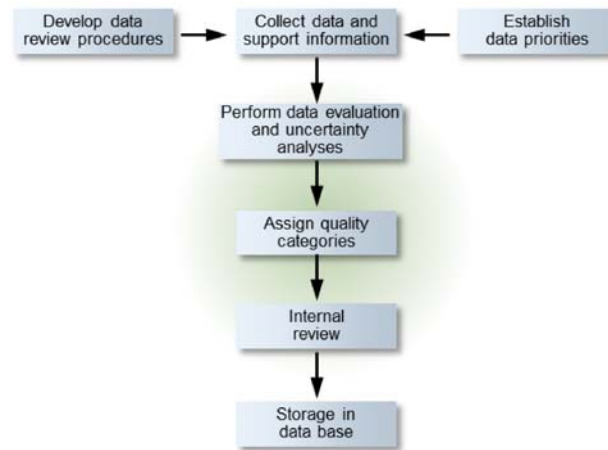 Develop data
review procedures
Collect data and
support information
Establish
data priorities
Perform data evaluation
and uncertainty
analyses
Assign quality
categories
Internal
review
Storage in
data base